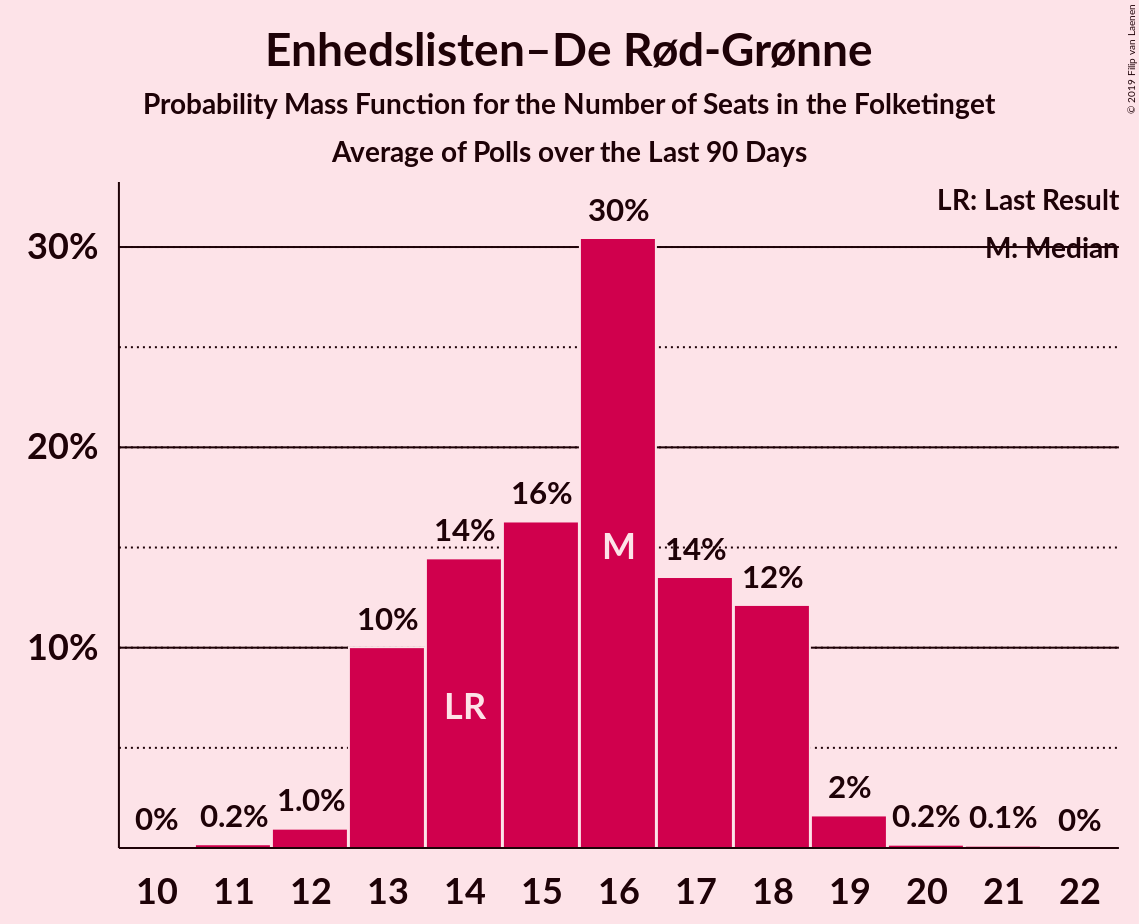 Enhedslisten–De Rød-Grønne
Probability Mass Function for the Number of Seats in the Folketinget
Average of Polls over the Last 90 Days
© 2019 Filip van Laenen
LR: Last Result
M: Median
30%
20%
10%
0%
0.2%
1.0%
10%
14%
16%
30%
14%
12%
2%
0.2%
0.1%
0%
LR
M
10 11 12 13 14 15 16 17 18 19 20 21 22